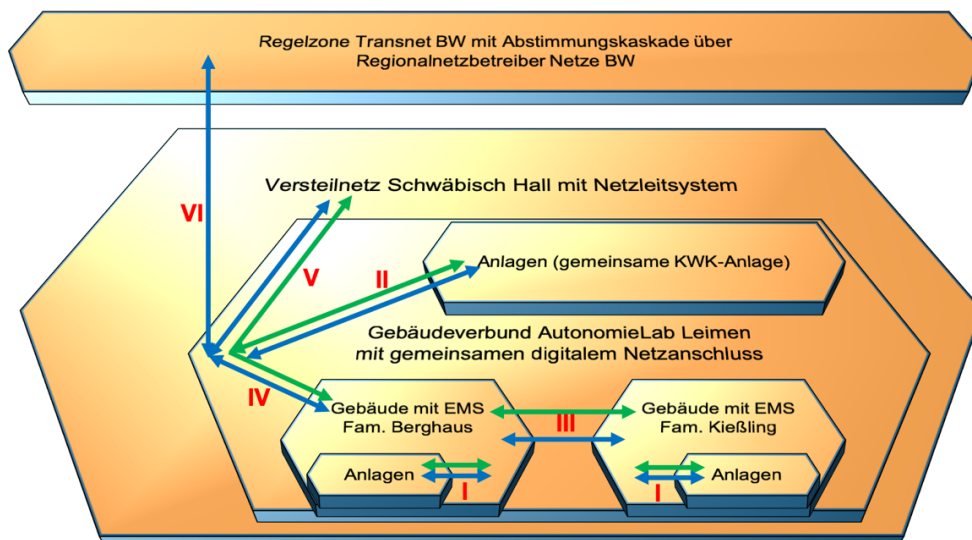 Regelzone Transnet BW mit Abstimmungskaskade über
Regionalnetzbetreiber Netze BW
Versteilnetz Schwäbisch Hall mit Netzleitsystem
VI
V
II
Anlagen (gemeinsame KWK-Anlage)
Gebäudeverbund AutonomieLab Leimen
mit gemeinsamen digitalem Netzanschluss
IV
Gebäude mit EMS
Fam. Berghaus
III
Gebäude mit EMS
Fam. Kießling
Anlagen
I
I
Anlagen